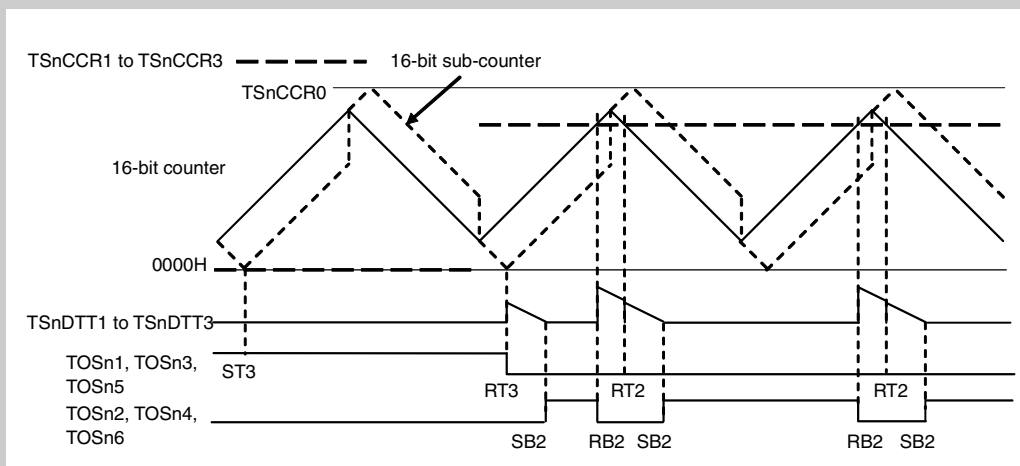 TSnCCR1 to TSnCCR3
16-bit sub-counter
TSnCCR0
16-bit counter
0000H
TSnDTT1 to TSnDTT3
TOSn1, TOSn3,
TOSn5
ST3
RT3
RT2
RT2
TOSn2, TOSn4,
TOSn6
SB2
RB2
SB2
RB2
SB2